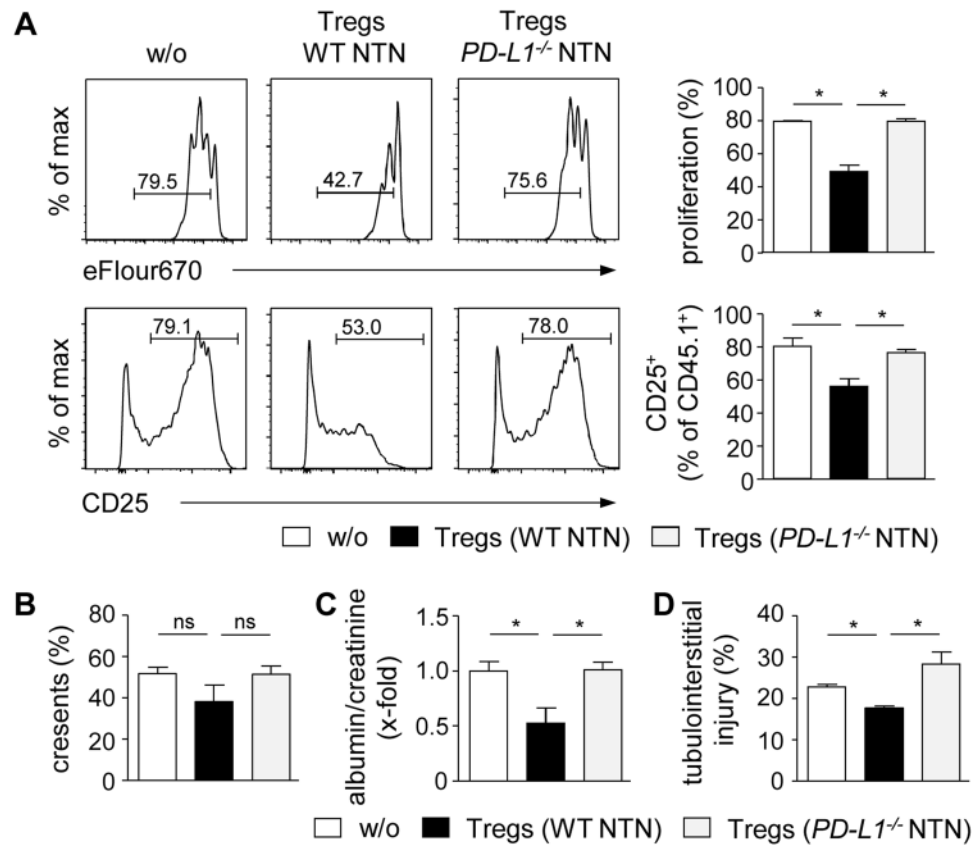 A
w/o
Tregs
WT NTN
Tregs
PD-L1-/- NTN
% of max
79.5
42.7
75.6
eFlour670
proliferation (%)
100
80
60
40
20
0
*
*
% of max
79.1
53.0
78.0
CD25
CD25+
(% of CD45.1+)
100
80
60
40
20
0
*
*
w/o
Tregs (WT NTN)
Tregs (PD-L1-/- NTN)
B
cresents (%)
80
60
40
20
0
ns
ns
C
albumin/creatinine
(x-fold)
1.5
1.0
0.5
0
*
*
D
tubulointerstitial
injury (%)
40
30
20
10
0
*
*
w/o
Tregs (WT NTN)
Tregs (PD-L1-/- NTN)